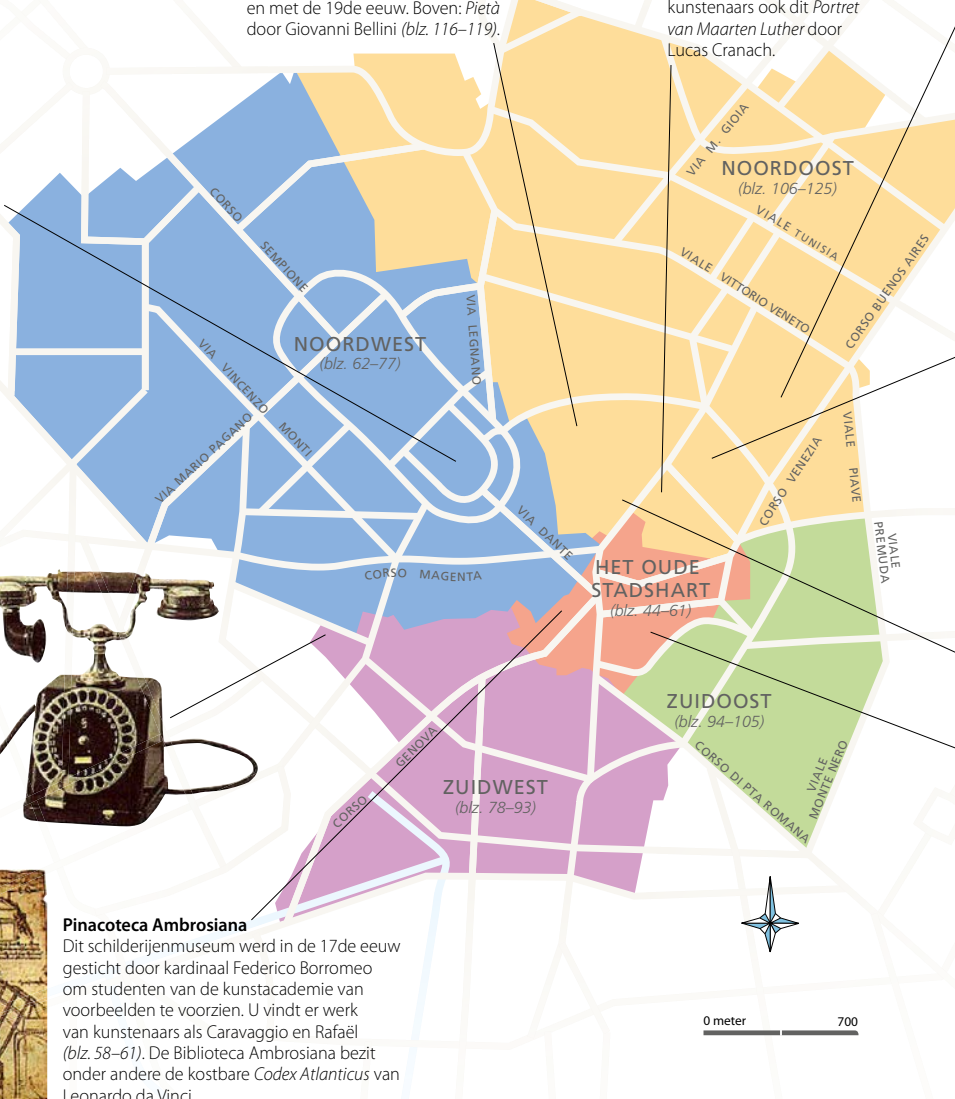 en met de 19de eeuw. Boven: Pietà
door Giovanni Bellini (blz. 116–119).
kunstenaars ook dit Portret
van Maarten Luther door
Lucas Cranach.
VIA M. GIOIA
NOORDOOST
(blz. 106–125)
VIALE TUNISIA
CORSO SEMPIONE
VIALE VITTORIO VENETO
CORSO BUENOS AIRES
VIA LEGNANO
NOORDWEST
(blz. 62–77)
VIA VINCENZO MONTI
VIA MARIO PAGANO
VIALE PIAVE
CORSO VENEZIA
VIA DANTE
VIALE
PREMUDA
CORSO MAGENTA
HET OUDE
STADSHART
(blz. 44–61)
ZUIDOOST
(blz. 94–105)
CORSO GENOVA
ZUIDWEST
(blz. 78–93)
CORSO DI PTA ROMANA
VIALE
MONTE NERO
Pinacoteca Ambrosiana
Dit schilderijenmuseum werd in de 17de eeuw
gesticht door kardinaal Federico Borromeo
om studenten van de kunstacademie van
voorbeelden te voorzien. U vindt er werk
van kunstenaars als Caravaggio en Rafaël
(blz. 58–61). De Biblioteca Ambrosiana bezit
onder andere de kostbare Codex Atlanticus van
Leonardo da Vinci.
0 meter 700